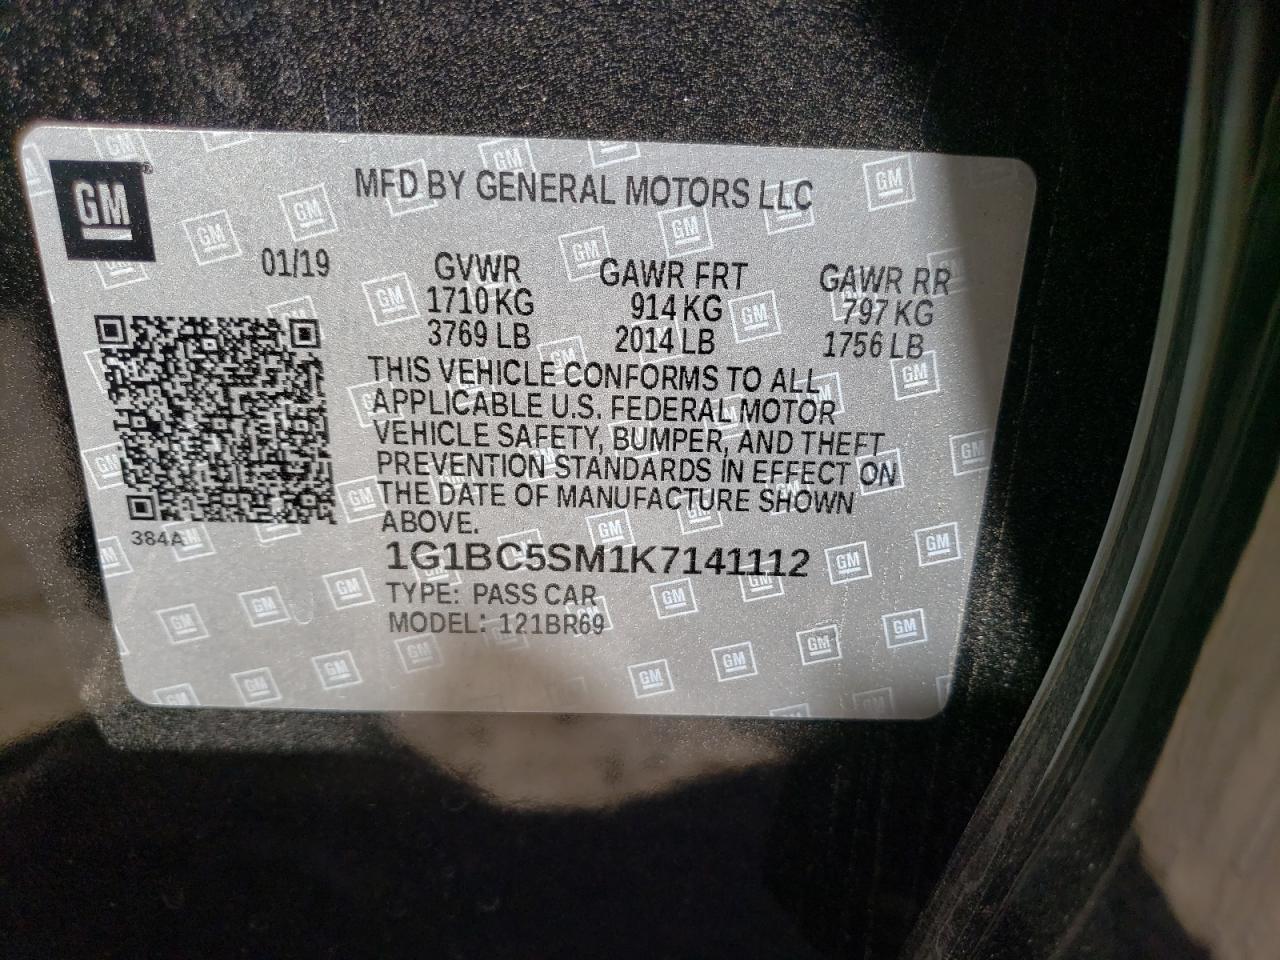 GM
MFD BY GENERAL MOTORS LLC
01/19
GVWR GAWR FRT GAWR RR
1710 KG 914 KG 797 KG
3769 LB 2014 LB 1756 LB
THIS VEHICLE CONFORMS TO ALL
APPLICABLE U.S. FEDERAL MOTOR
VEHICLE SAFETY, BUMPER, AND THEFT
PREVENTION STANDARDS IN EFFECT ON
THE DATE OF MANUFACTURE SHOWN
ABOVE.
384A
1G1BC5SM1K7141112
TYPE: PASS CAR
MODEL: 121BR69